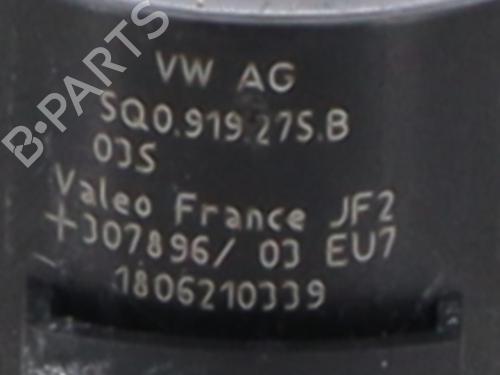 VW AG
5Q0.919.275.B
03S
Valeo France JF2
+307896/ 03 EU7
1806210339
B-Parts